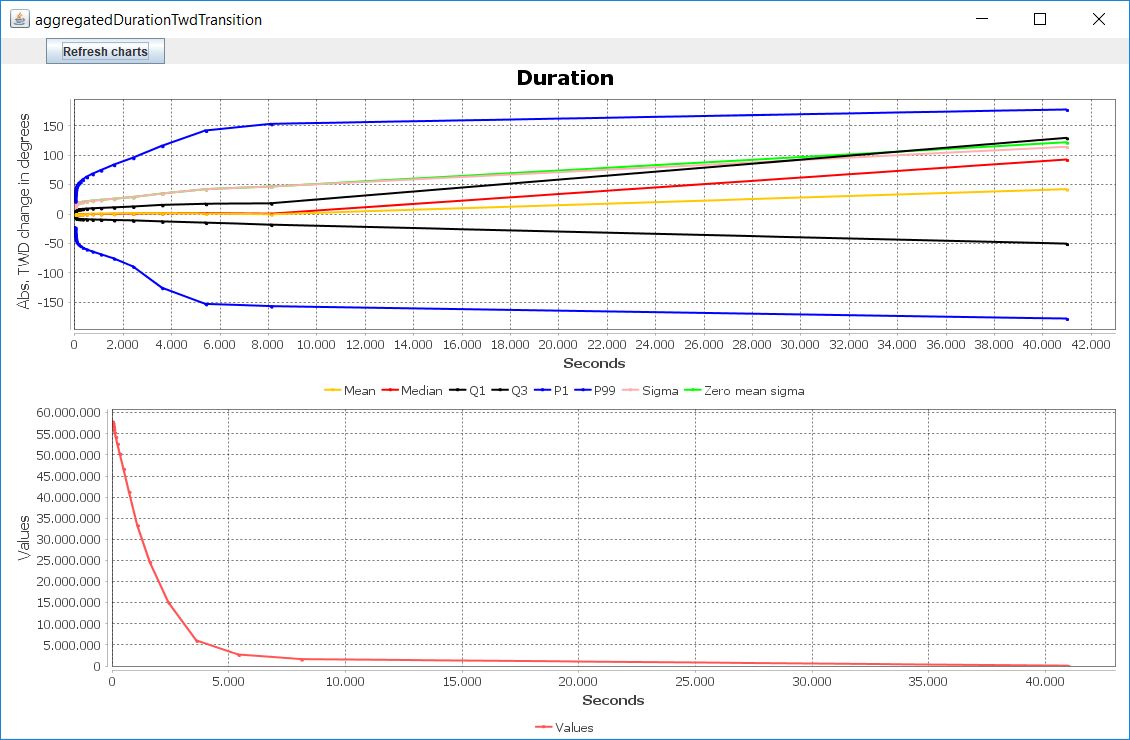 aggregatedDurationTwdTransition
Refresh charts
Duration
Abs. TWD change in degrees
150
100
50
0
-50
-100
-150
0 2.000 4.000 6.000 8.000 10.000 12.000 14.000 16.000 18.000 20.000 22.000 24.000 26.000 28.000 30.000 32.000 34.000 36.000 38.000 40.000 42.000
Seconds
Mean Median Q1 Q3 P1 P99 Sigma Zero mean sigma
Values
60.000.000
55.000.000
50.000.000
45.000.000
40.000.000
35.000.000
30.000.000
25.000.000
20.000.000
15.000.000
10.000.000
5.000.000
0
0 5.000 10.000 15.000 20.000 25.000 30.000 35.000 40.000
Seconds
Values